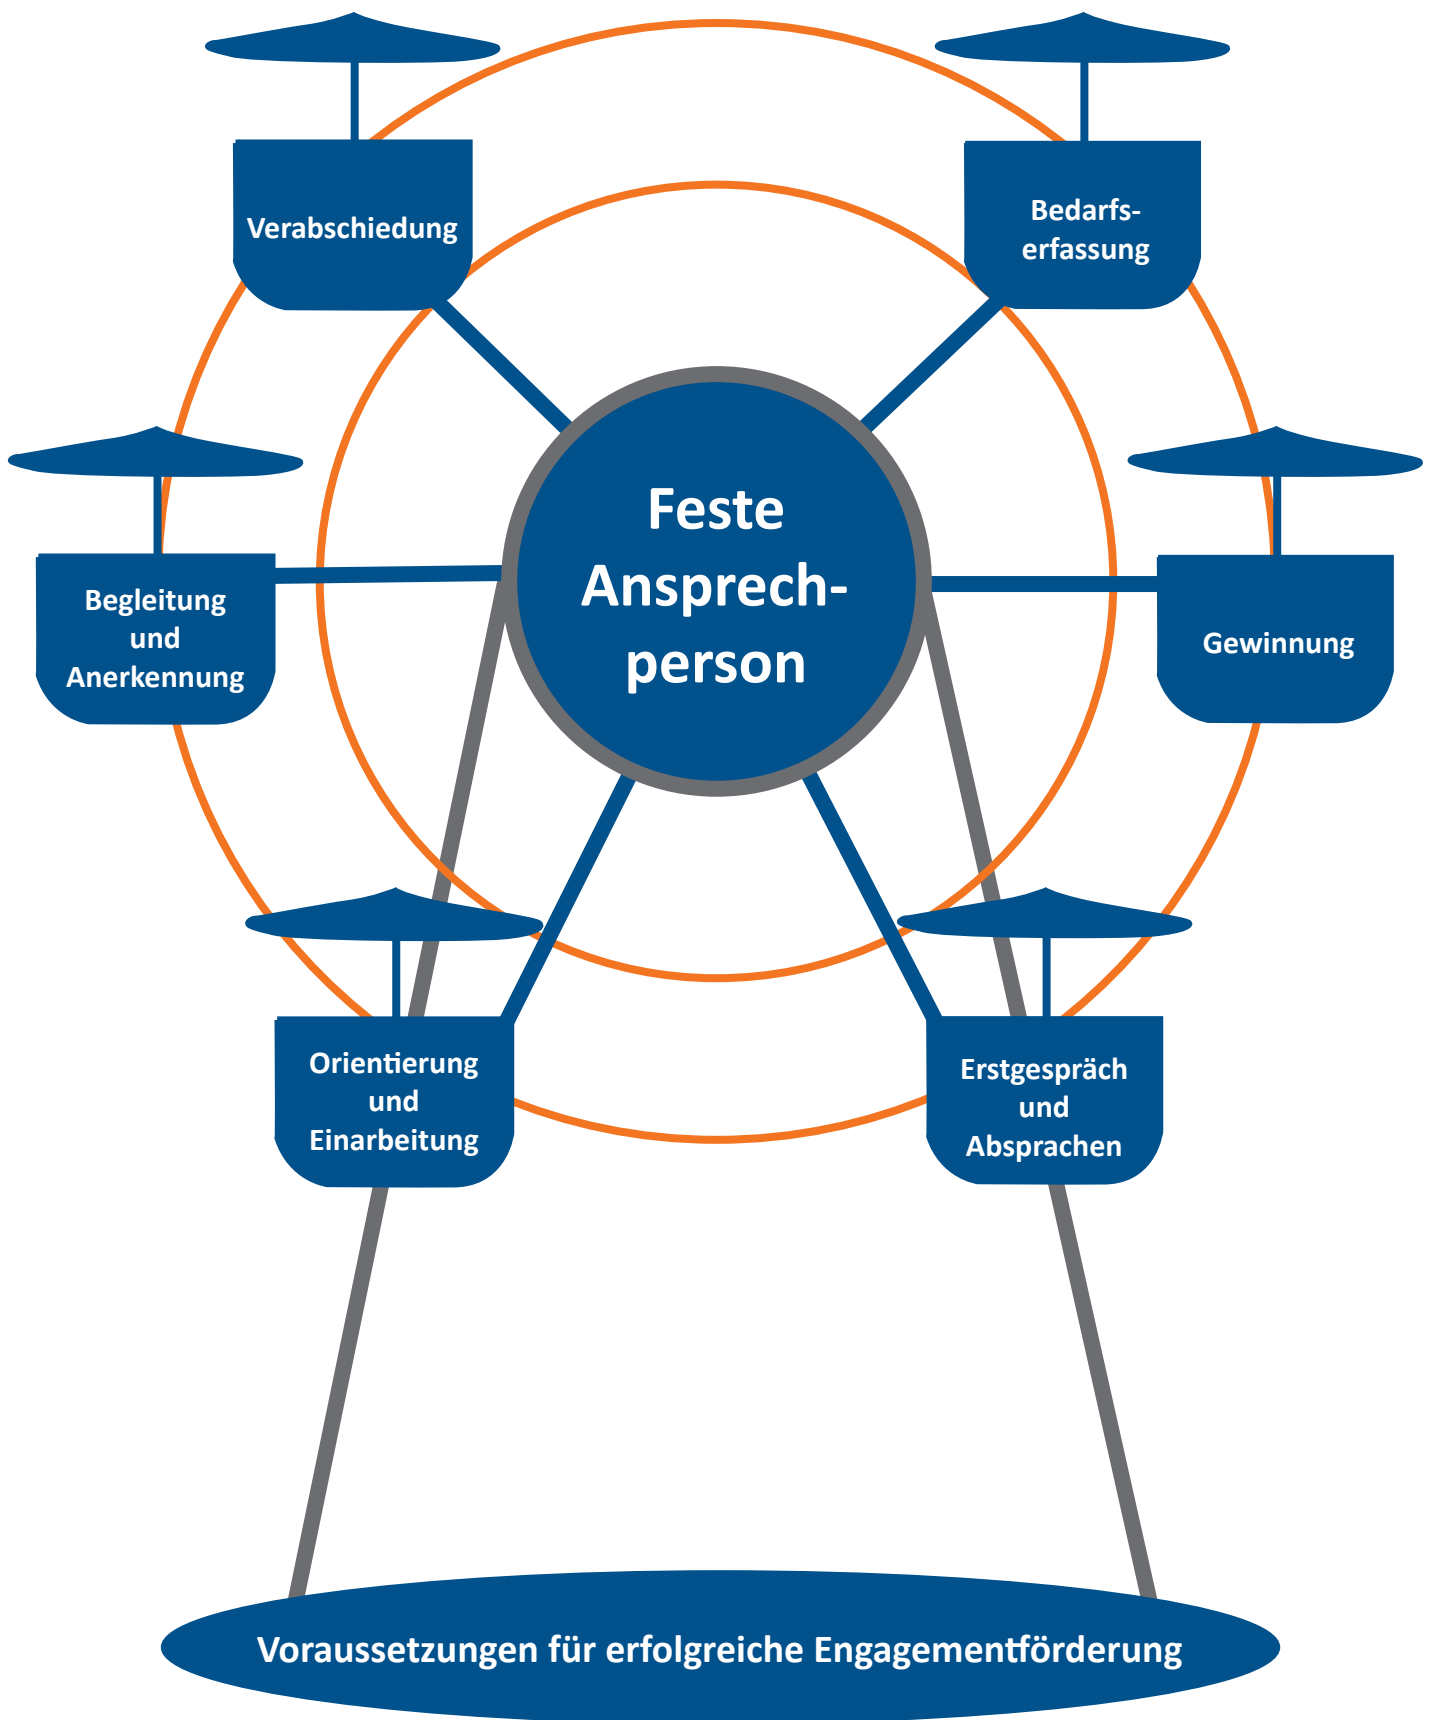 Verabschiedung
Bedarfs-
erfassung
Feste
Ansprech-
person
Begleitung
und
Anerkennung
Gewinnung
Orientierung
und
Einarbeitung
Erstgespräch
und
Absprachen
Voraussetzungen für erfolgreiche Engagementförderung